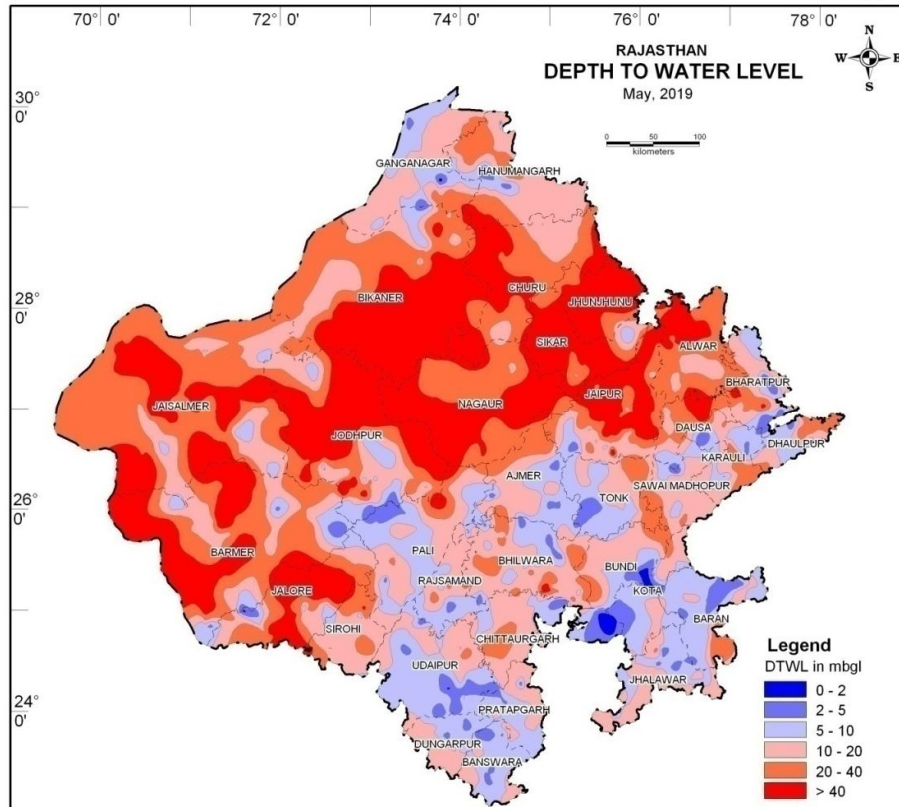 70° 0'
72° 0'
74° 0'
76° 0'
78° 0'
RAJASTHAN
DEPTH TO WATER LEVEL
May, 2019
N
W E
S
0 50 100
kilometers
30°
0'
GANGANAGAR
HANUMANGARH
28°
0'
BIKANER
CHURU
JHUNJHUNU
SIKAR
ALWAR
BHARATPUR
JAISALMER
NAGAUR
JAIPUR
JODHPUR
DAUSA
DHAULPUR
KARAULI
AJMER
26°
0'
TONK
SAWAI MADHOPUR
BARMER
PALI
BHILWARA
BUNDI
RAJSAMAND
KOTA
JALORE
BARAN
SIROHI
CHITTAURGARH
UDAIPUR
JHALAWAR
24°
0'
PRATAPGARH
DUNGARPUR
BANSWARA
Legend
DTWL in mbgl
0 - 2
2 - 5
5 - 10
10 - 20
20 - 40
> 40